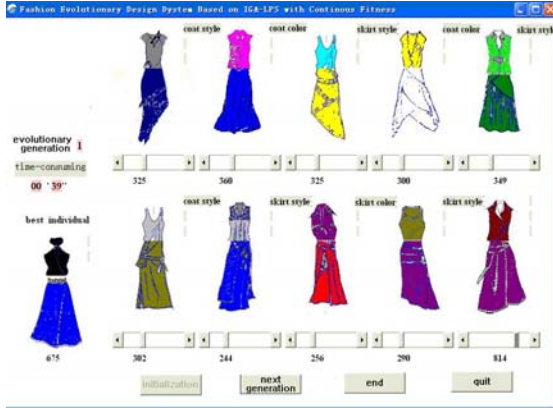 Fashion Evolutionary Design Dystem Based on IGA-LPS with Continous Fitness
coat style coat color skirt style coat color skirt style
evolutionary
generation 1
time-consuming
00 '59"
325 360 325 300 349
best individual
coat style skirt style skirt color skirt style
675 302 244 256 290 814
initialization next
generation end quit